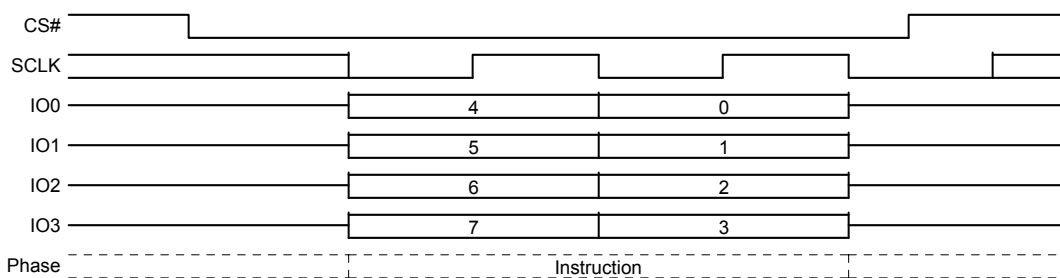 CS#
SCLK
IO0 4 0
IO1 5 1
IO2 6 2
IO3 7 3
Phase Instruction